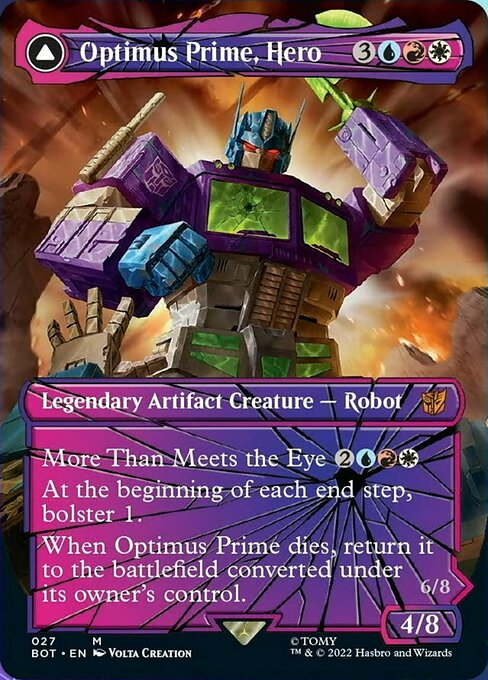 Optimus Prime, Hero 3
Legendary Artifact Creature — Robot
More Than Meets the Eye 2
At the beginning of each end step,
bolster 1.
When Optimus Prime dies, return it
to the battlefield converted under
its owner's control.
6/8
4/8
027 M
BOT • EN VOLTA CREATION
© TOMY
™ & © 2022 Hasbro and Wizards